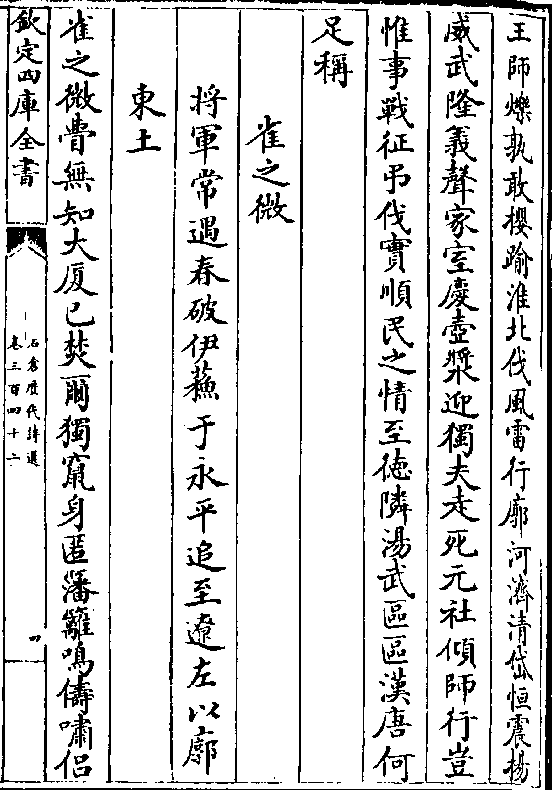 王師爍孰敢攖踰淮北伐風雷行廓河濟清岱恒震楊
威武隆義聲家室慶壺漿迎獨夫走死元社傾師行豈
惟事戰征弔伐實順民之情至德隣湯武區區漢唐何
足稱
雀之微
將軍常遇春破伊蘓于永平追至遼左以廓
東土
雀之微瞢無知大厦已焚爾獨竄身匿藩籬鳴儔嘯侣
欽定四庫全書
石倉歷代詩選
卷三百四十二
四